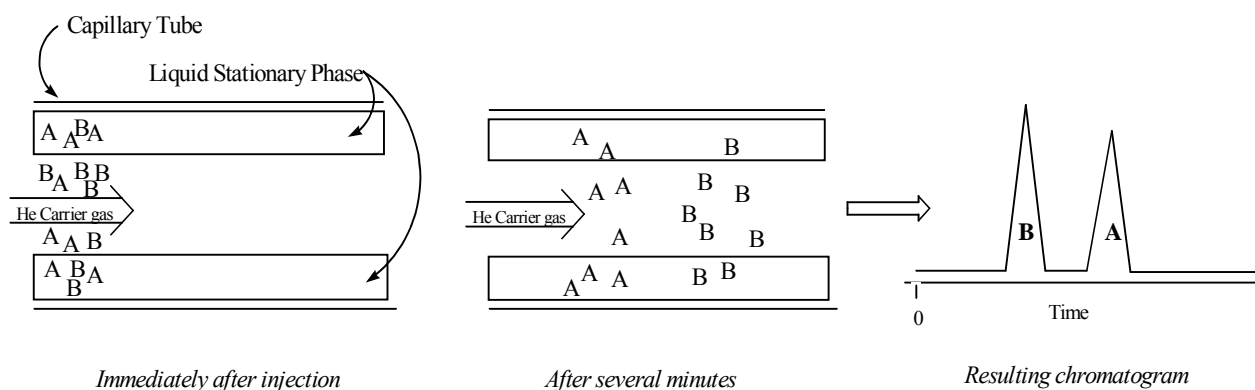 Capillary Tube
Liquid Stationary Phase
A A B A
B A B B B
He Carrier gas
A A B
A B A B
Immediately after injection
A A B
A A B B
He Carrier gas
B B
A B
A A A B B
After several minutes
B A
0
Time
Resulting chromatogram